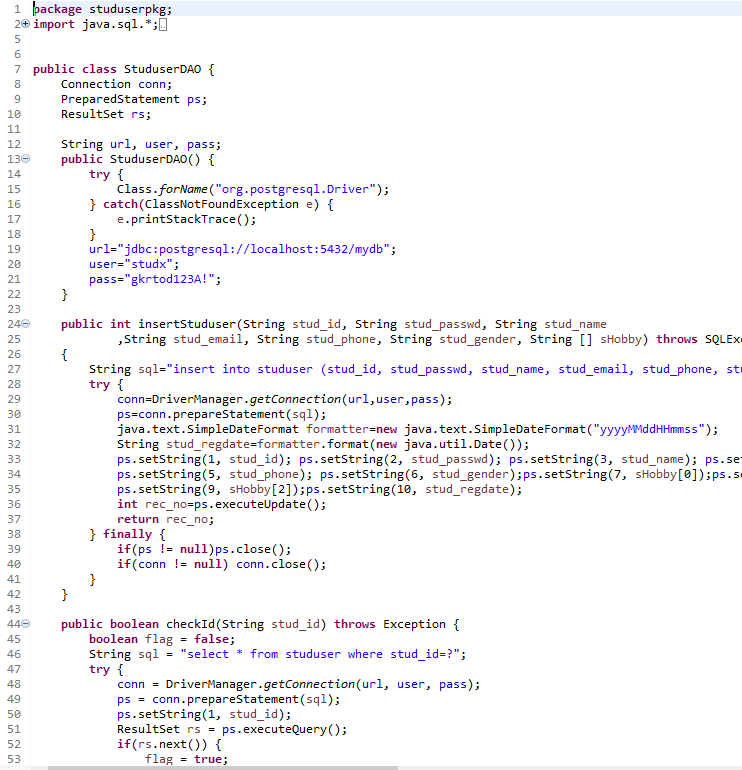 1 package studuserpkg;
2 import java.sql.*;
5
6
7 public class StuduserDAO {
8     Connection conn;
9     PreparedStatement ps;
10     ResultSet rs;
11
12     String url, user, pass;
13     public StuduserDAO() {
14         try {
15             Class.forName("org.postgresql.Driver");
16         } catch(ClassNotFoundException e) {
17             e.printStackTrace();
18         }
19         url="jdbc:postgresql://localhost:5432/mydb";
20         user="studx";
21         pass="gkrtod123A!";
22     }
23
24     public int insertStuduser(String stud_id, String stud_passwd, String stud_name
25             ,String stud_email, String stud_phone, String stud_gender, String [] sHobby) throws SQLExc
26     {
27         String sql="insert into studuser (stud_id, stud_passwd, stud_name, stud_email, stud_phone, stu
28         try {
29             conn=DriverManager.getConnection(url,user,pass);
30             ps=conn.prepareStatement(sql);
31             java.text.SimpleDateFormat formatter=new java.text.SimpleDateFormat("yyyyMMddHHmmss");
32             String stud_regdate=formatter.format(new java.util.Date());
33             ps.setString(1, stud_id); ps.setString(2, stud_passwd); ps.setString(3, stud_name); ps.set
34             ps.setString(5, stud_phone); ps.setString(6, stud_gender);ps.setString(7, sHobby[0]);ps.s
35             ps.setString(9, sHobby[2]);ps.setString(10, stud_regdate);
36             int rec_no=ps.executeUpdate();
37             return rec_no;
38         } finally {
39             if(ps != null)ps.close();
40             if(conn != null) conn.close();
41         }
42     }
43
44     public boolean checkId(String stud_id) throws Exception {
45         boolean flag = false;
46         String sql = "select * from studuser where stud_id=?";
47         try {
48             conn = DriverManager.getConnection(url, user, pass);
49             ps = conn.prepareStatement(sql);
50             ps.setString(1, stud_id);
51             ResultSet rs = ps.executeQuery();
52             if(rs.next()) {
53                 flag = true;